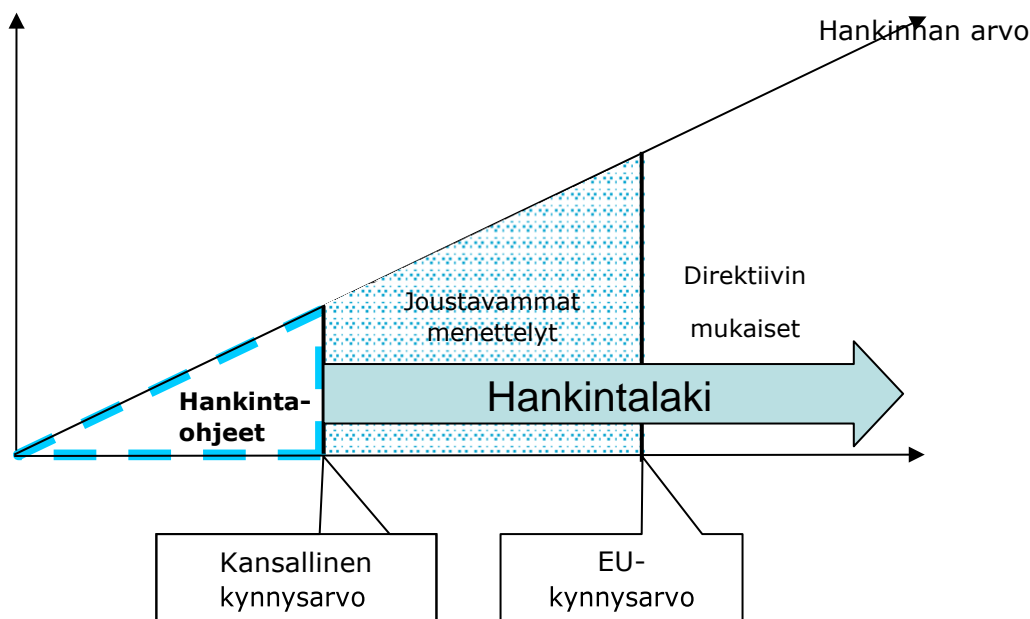 Hankinnan arvo
Direktiivin
mukaiset
Joustavammat
menettelyt
Hankintalaki
Hankinta-
ohjeet
Kansallinen
kynnysarvo
EU-
kynnysarvo